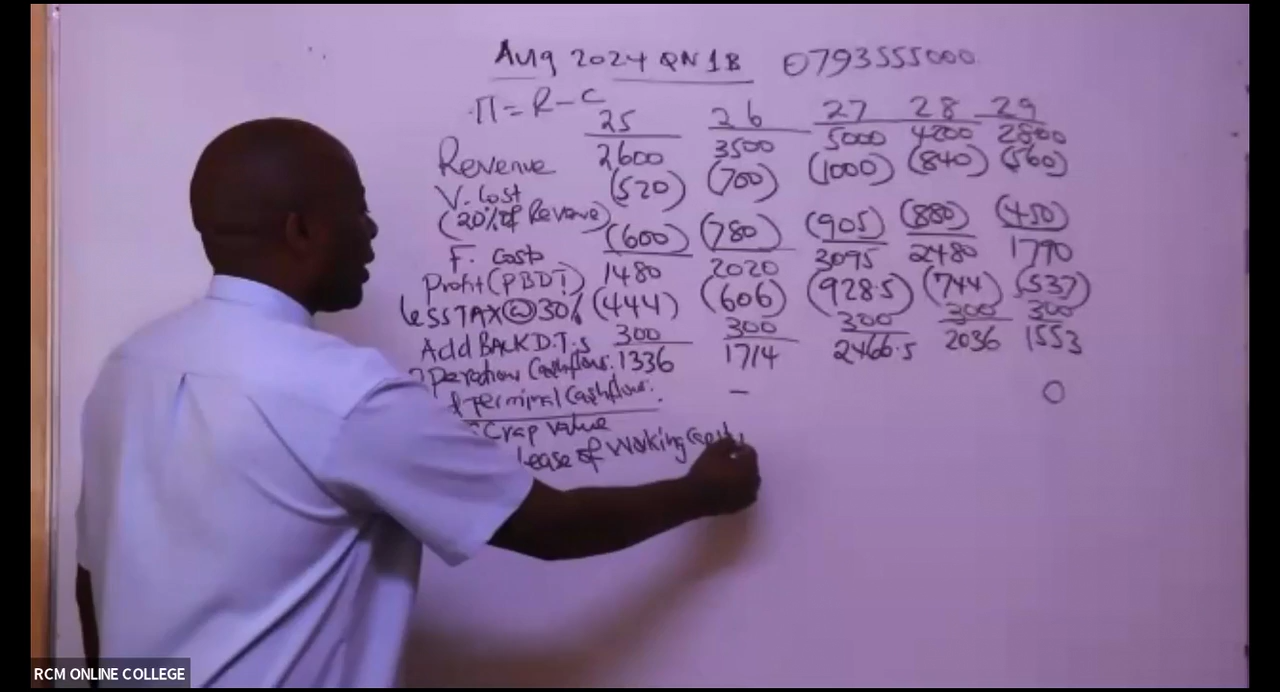 Aug 2024 QN 1B 0793555000
Π = R - C
25 26 27 28 29
Revenue 2600 3500 5000 4200 2800
V. Cost (520) (700) (1000) (840) (560)
(20% of Revenue)
F. Costs (600) (780) (905) (880) (450)
Profit (PBDT) 1480 2020 3095 2480 1790
less TAX @ 30% (444) (606) (928.5) (744) (537)
Add BACK D.T.S 300 300 300 300 300
Operation Cashflows: 1336 1714 2466.5 2036 1553
Terminal Cashflows: - 0
Scrap Value
lease of Working
RCM ONLINE COLLEGE